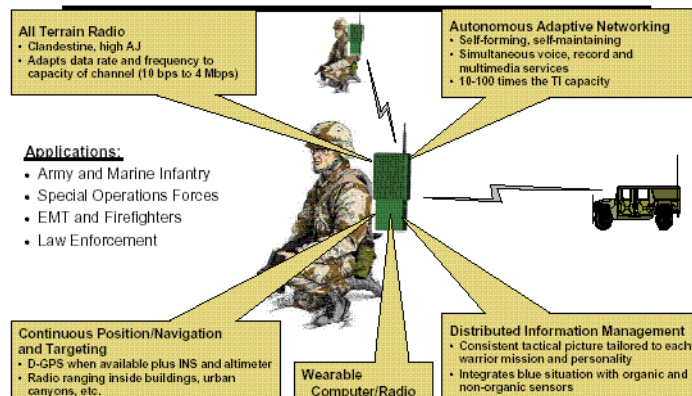 All Terrain Radio
• Clandestine, high AJ
• Adapts data rate and frequency to
capacity of channel (10 bps to 4 Mbps)
Autonomous Adaptive Networking
• Self-forming, self-maintaining
• Simultaneous voice, record and
multimedia services
• 10-100 times the TI capacity
Applications:
• Army and Marine Infantry
• Special Operations Forces
• EMT and Firefighters
• Law Enforcement
Continuous Position/Navigation
and Targeting
• D-GPS when available plus INS and altimeter
• Radio ranging inside buildings, urban
canyons, etc.
Wearable
Computer/Radio
Distributed Information Management
• Consistent tactical picture tailored to each
warrior mission and personality
• Integrates blue situation with organic and
non-organic sensors